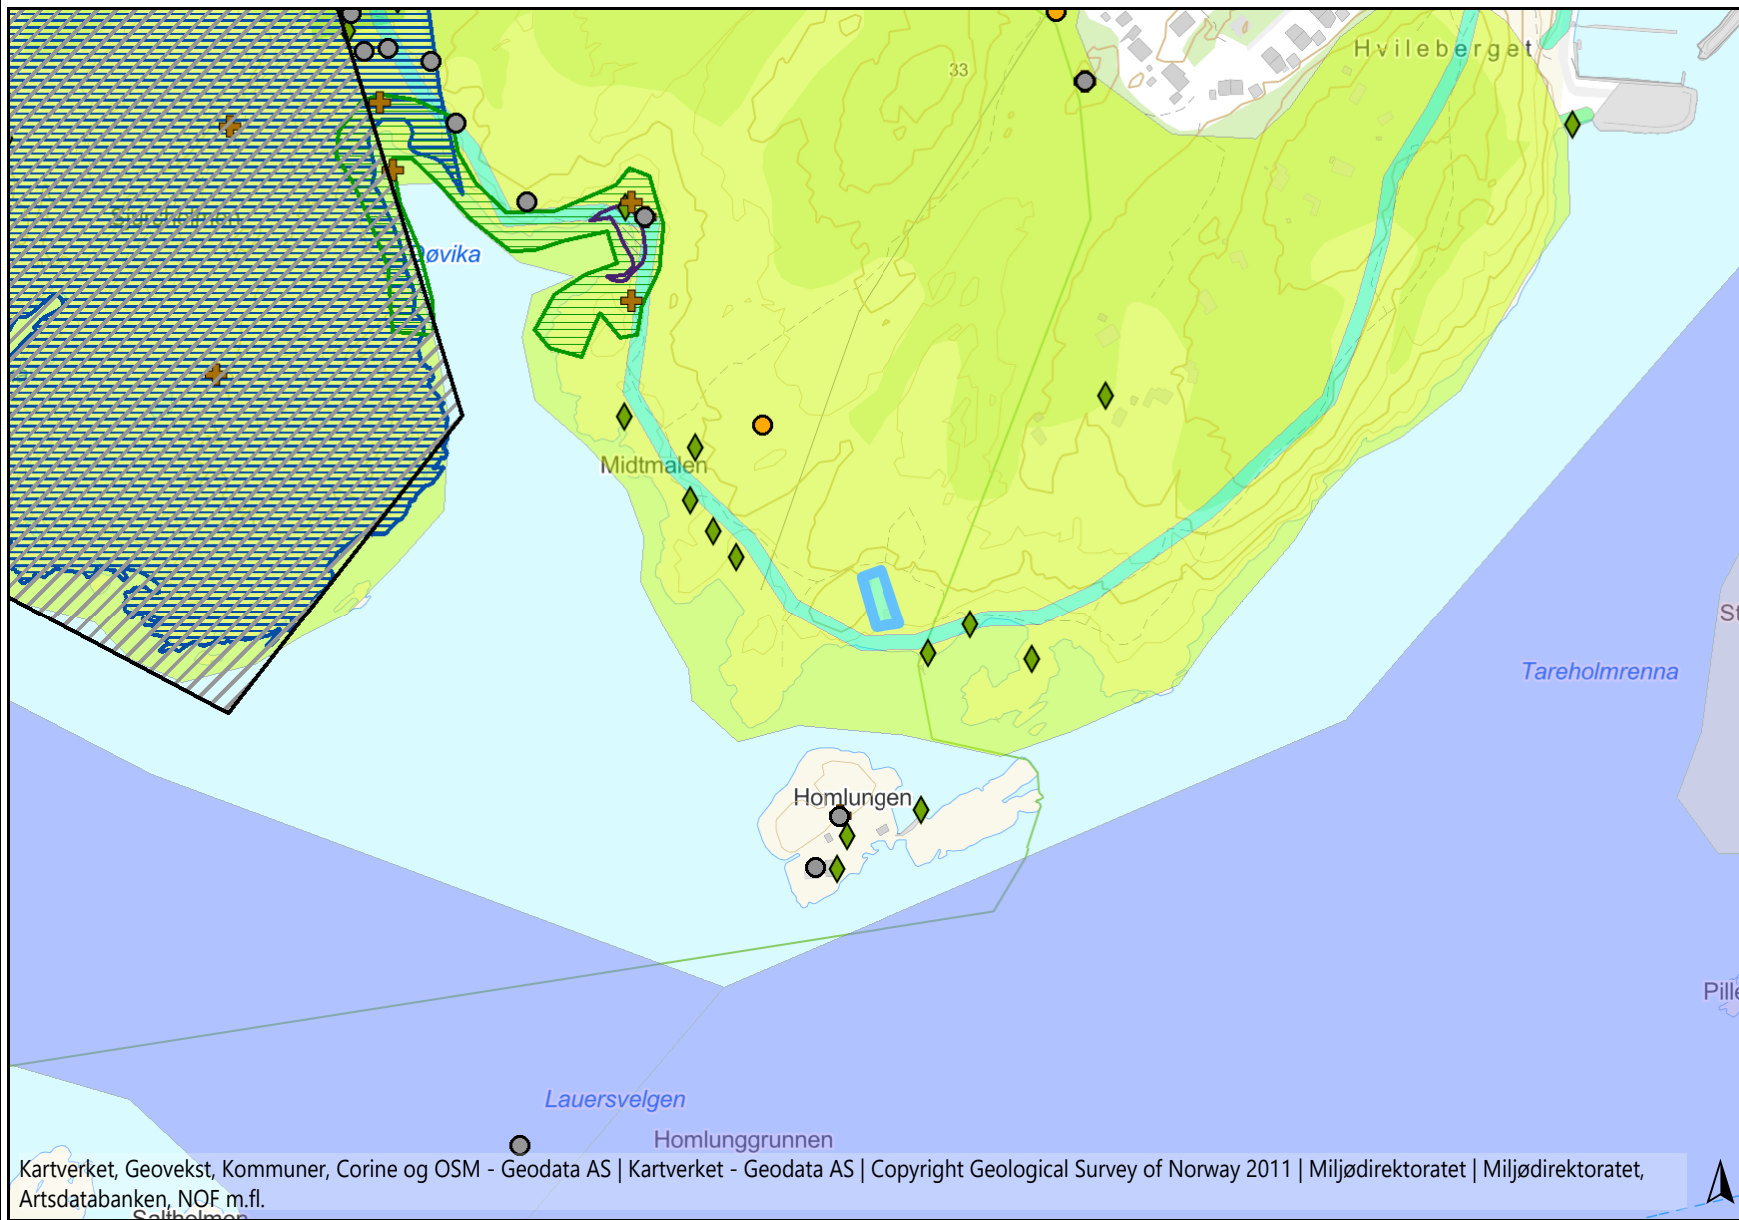 Hvileberget
33
øvika
Midtmalen
Tareholmrenna
Homlungen
Lauersvelgen
Homlunggrunnen
Kartverket, Geovekst, Kommuner, Corine og OSM - Geodata AS | Kartverket - Geodata AS | Copyright Geological Survey of Norway 2011 | Miljødirektoratet | Miljødirektoratet,
Artsdatabanken, NOF m.fl.
Saltholmen